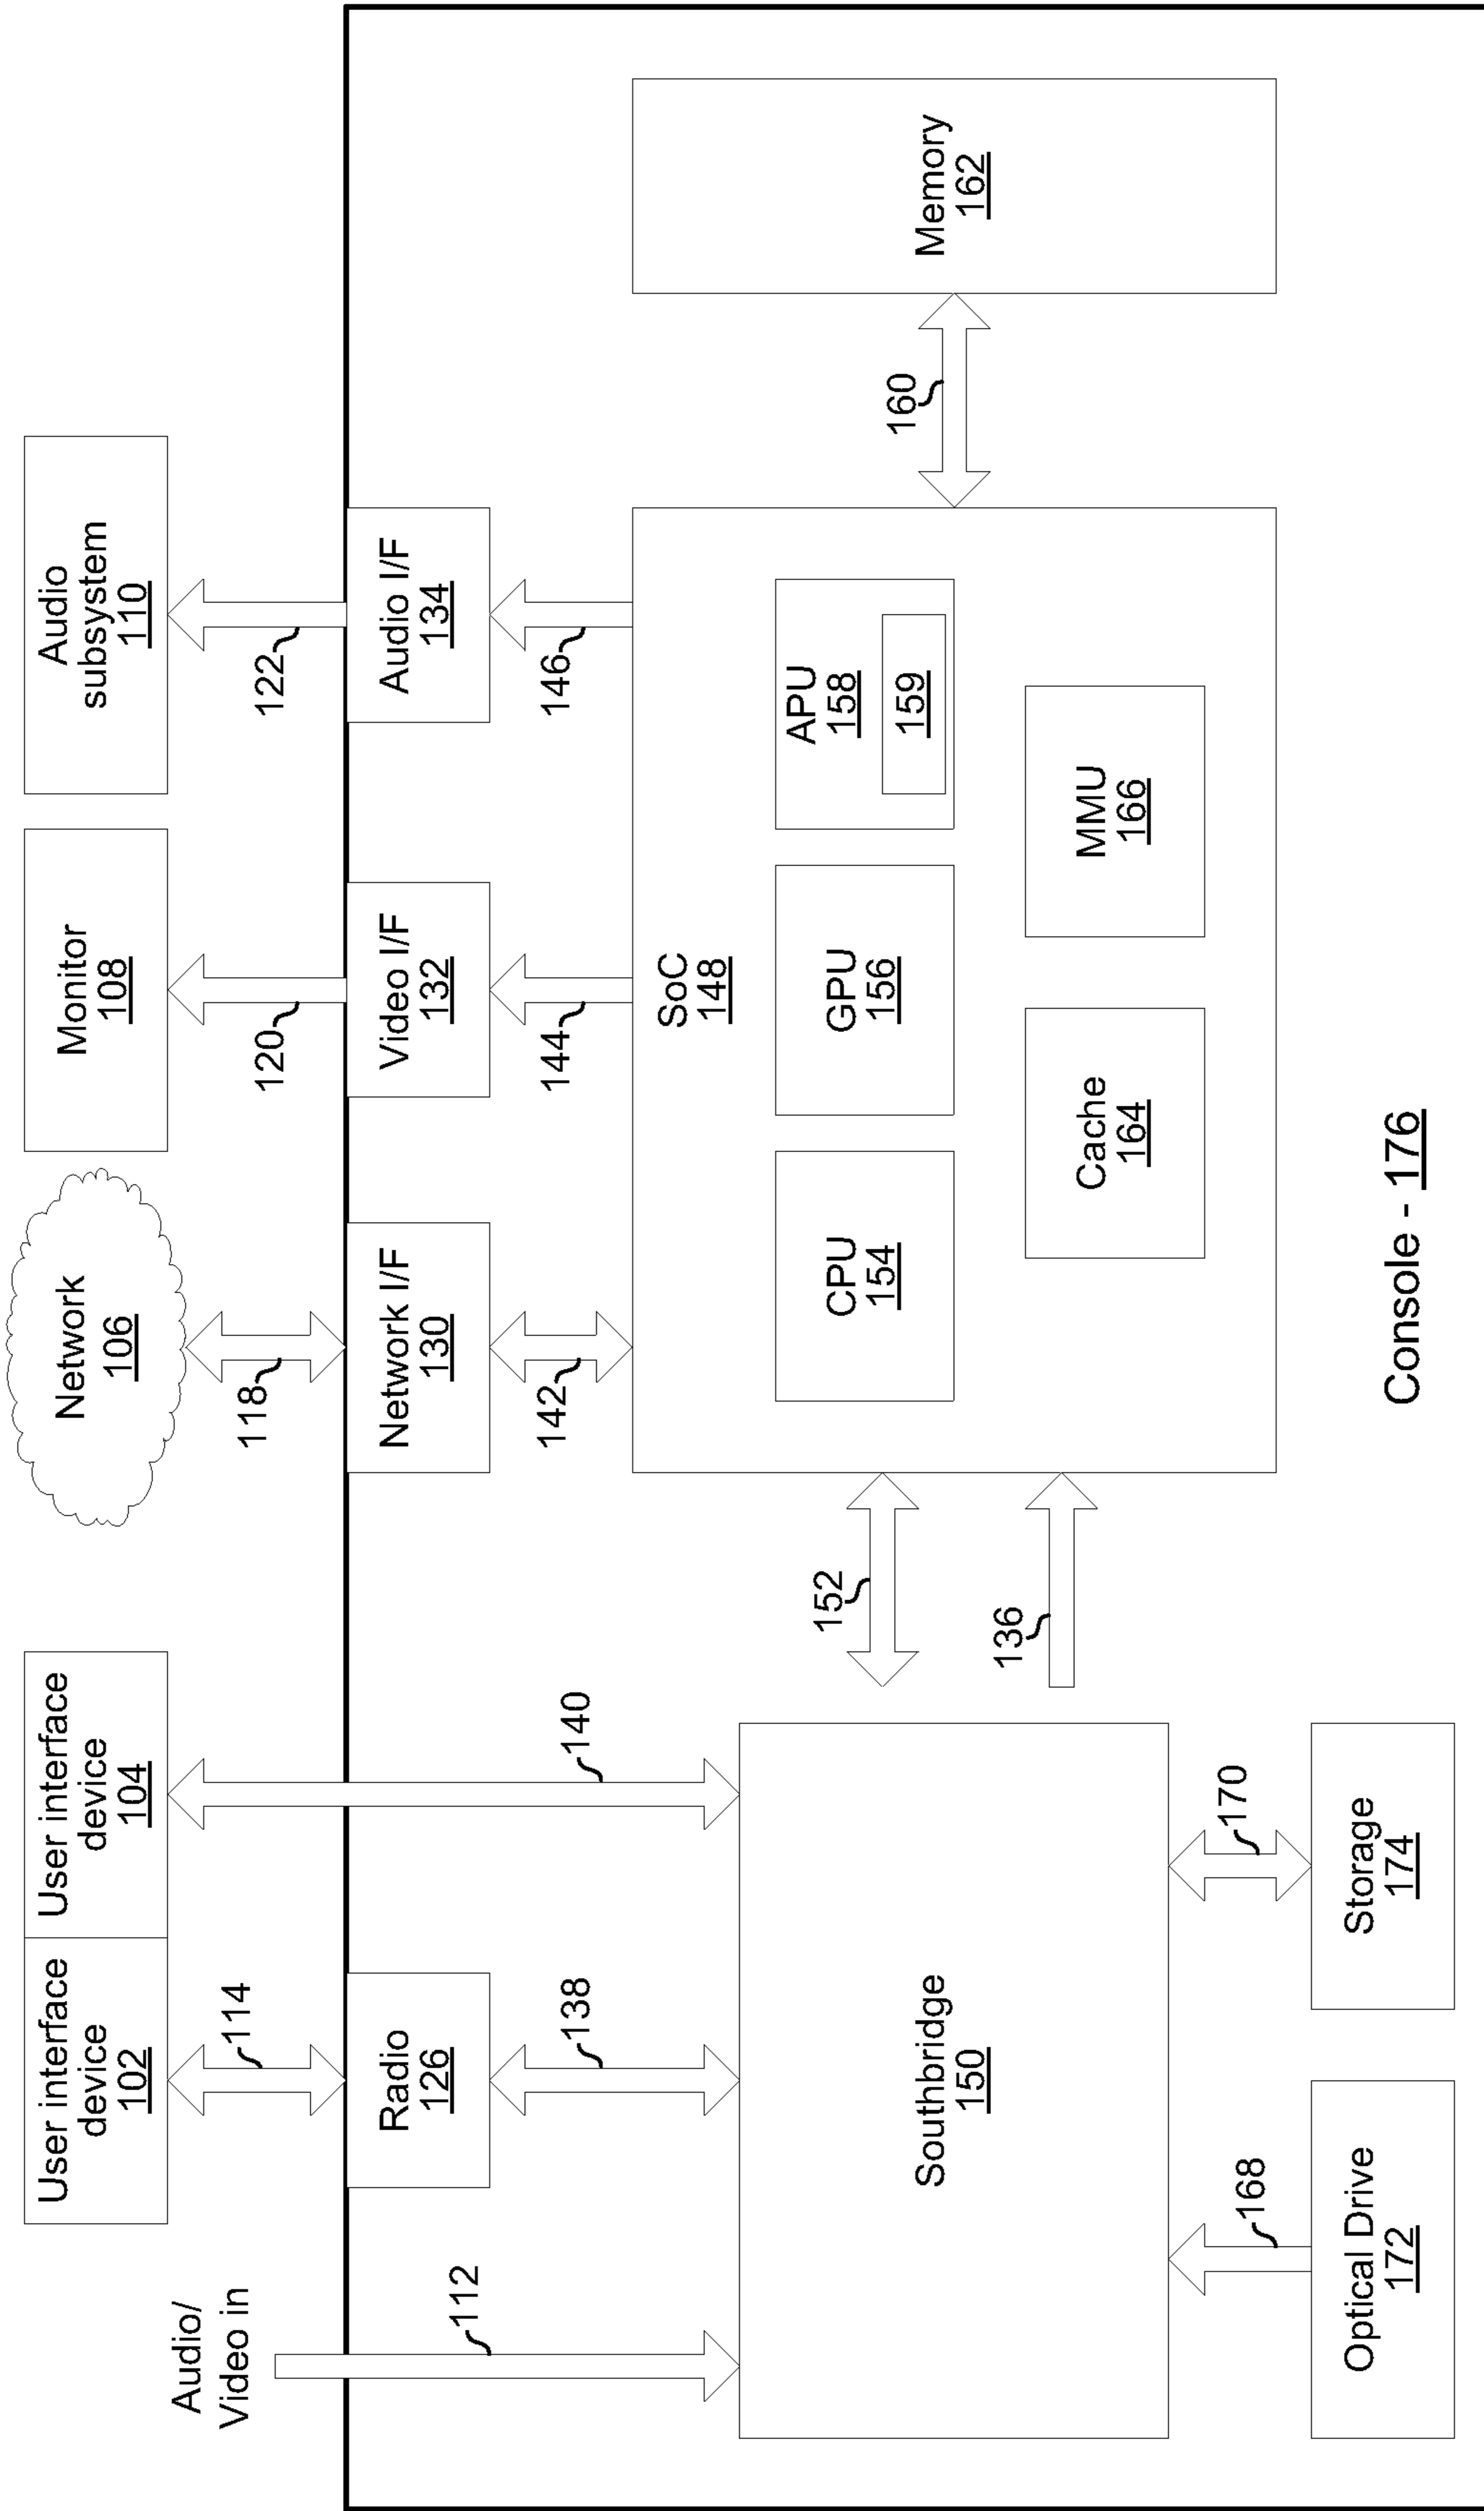 User interface
device
102
User interface
device
104
Network
106
Monitor
108
Audio
subsystem
110
Audio/
Video in
112
114
118
120
122
Radio
126
Network I/F
130
Video I/F
132
Audio I/F
134
138
140
142
144
146
Southbridge
150
152
136
SoC
148
CPU
154
GPU
156
APU
158
159
Cache
164
MMU
166
160
Memory
162
168
170
Optical Drive
172
Storage
174
Console - 176